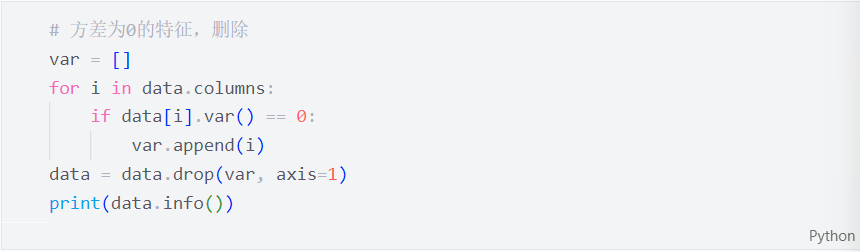 # 方差为0的特征，删除
var = []
for i in data.columns:
    if data[i].var() == 0:
        var.append(i)
data = data.drop(var, axis=1)
print(data.info())
Python